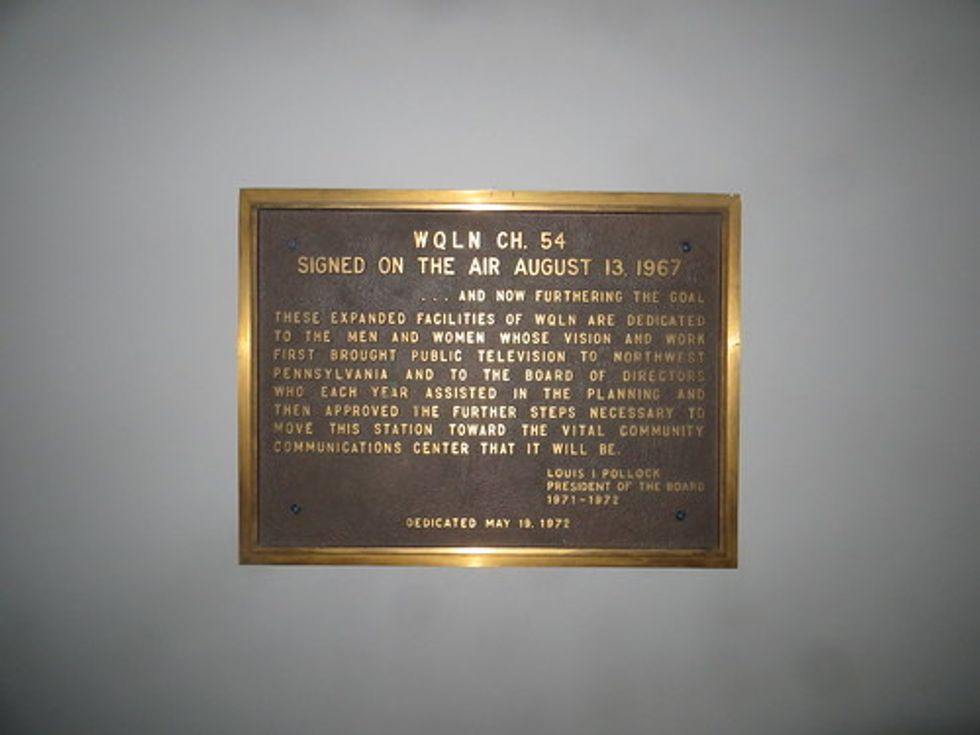 WQLN CH. 54
SIGNED ON THE AIR AUGUST 13, 1967
... AND NOW FURTHERING THE GOAL
THESE EXPANDED FACILITIES OF WQLN ARE DEDICATED
TO THE MEN AND WOMEN WHOSE VISION AND WORK
FIRST BROUGHT PUBLIC TELEVISION TO NORTHWEST
PENNSYLVANIA AND TO THE BOARD OF DIRECTORS
WHO EACH YEAR ASSISTED IN THE PLANNING AND
THEN APPROVED THE FURTHER STEPS NECESSARY TO
MOVE THIS STATION TOWARD THE VITAL COMMUNITY
COMMUNICATIONS CENTER THAT IT WILL BE.
LOUIS I POLLOCK
PRESIDENT OF THE BOARD
1971-1972
DEDICATED MAY 19, 1972